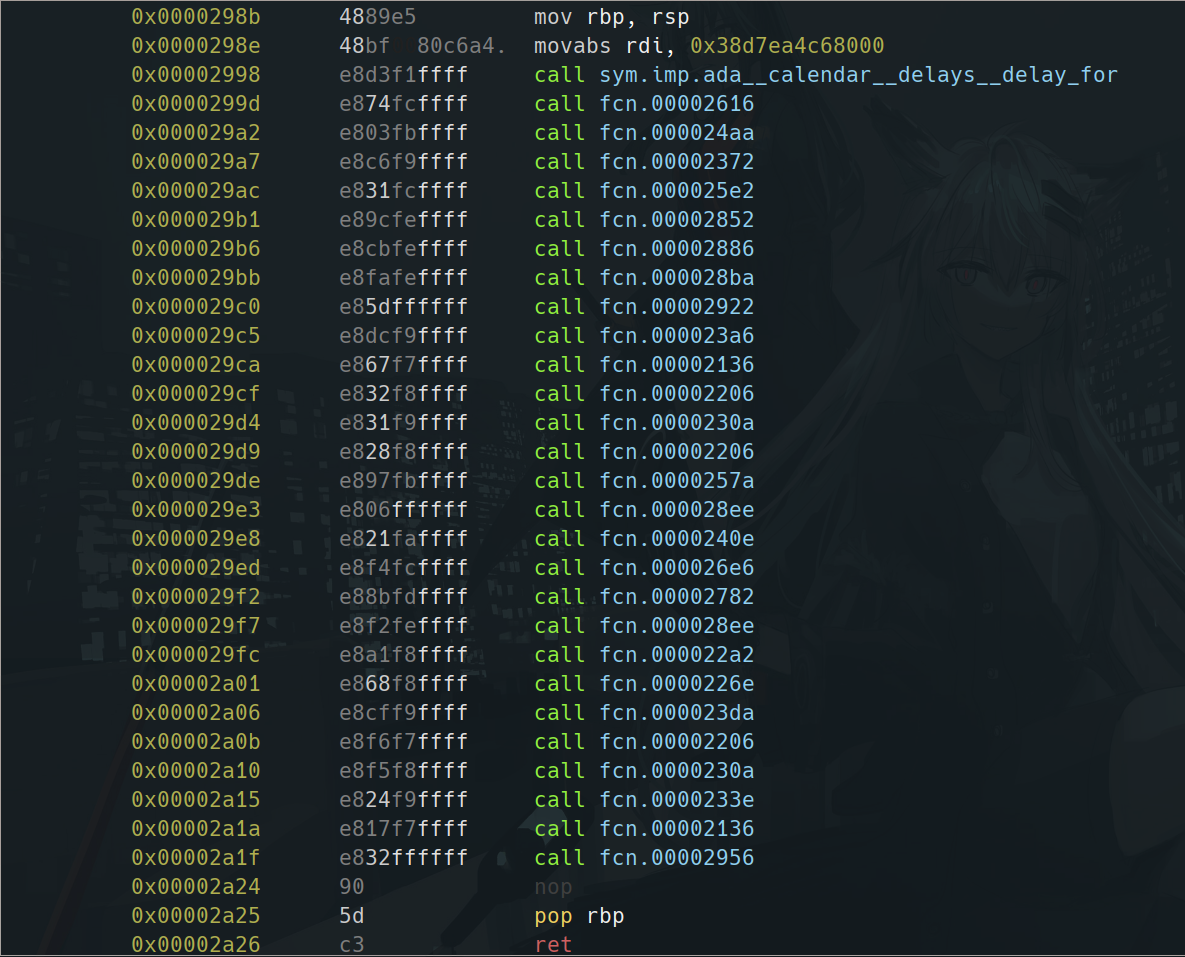 0x0000298b 4889e5 mov rbp, rsp
0x0000298e 48bf 80c6a4. movabs rdi, 0x38d7ea4c68000
0x00002998 e8d3f1ffff call sym.imp.ada__calendar__delays__delay_for
0x0000299d e874fcffff call fcn.00002616
0x000029a2 e803fbffff call fcn.000024aa
0x000029a7 e8c6f9ffff call fcn.00002372
0x000029ac e831fcffff call fcn.000025e2
0x000029b1 e89cfeffff call fcn.00002852
0x000029b6 e8cbfeffff call fcn.00002886
0x000029bb e8fafeffff call fcn.000028ba
0x000029c0 e85dffffff call fcn.00002922
0x000029c5 e8dcf9ffff call fcn.000023a6
0x000029ca e867f7ffff call fcn.00002136
0x000029cf e832f8ffff call fcn.00002206
0x000029d4 e831f9ffff call fcn.0000230a
0x000029d9 e828f8ffff call fcn.00002206
0x000029de e897fbffff call fcn.0000257a
0x000029e3 e806ffffff call fcn.000028ee
0x000029e8 e821faffff call fcn.0000240e
0x000029ed e8f4fcffff call fcn.000026e6
0x000029f2 e88bfdffff call fcn.00002782
0x000029f7 e8f2feffff call fcn.000028ee
0x000029fc e8a1f8ffff call fcn.000022a2
0x00002a01 e868f8ffff call fcn.0000226e
0x00002a06 e8cff9ffff call fcn.000023da
0x00002a0b e8f6f7ffff call fcn.00002206
0x00002a10 e8f5f8ffff call fcn.0000230a
0x00002a15 e824f9ffff call fcn.0000233e
0x00002a1a e817f7ffff call fcn.00002136
0x00002a1f e832ffffff call fcn.00002956
0x00002a24 90 nop
0x00002a25 5d pop rbp
0x00002a26 c3 ret